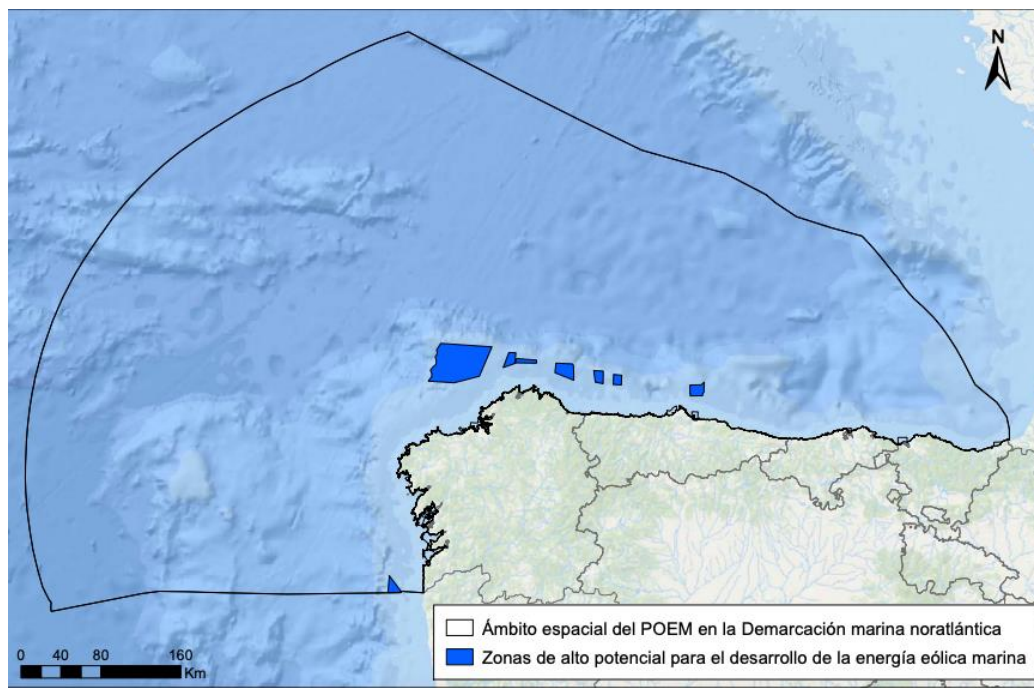 N
Ámbito espacial del POEM en la Demarcación marina noratlántica
Zonas de alto potencial para el desarrollo de la energía eólica marina
0 40 80 160
Km